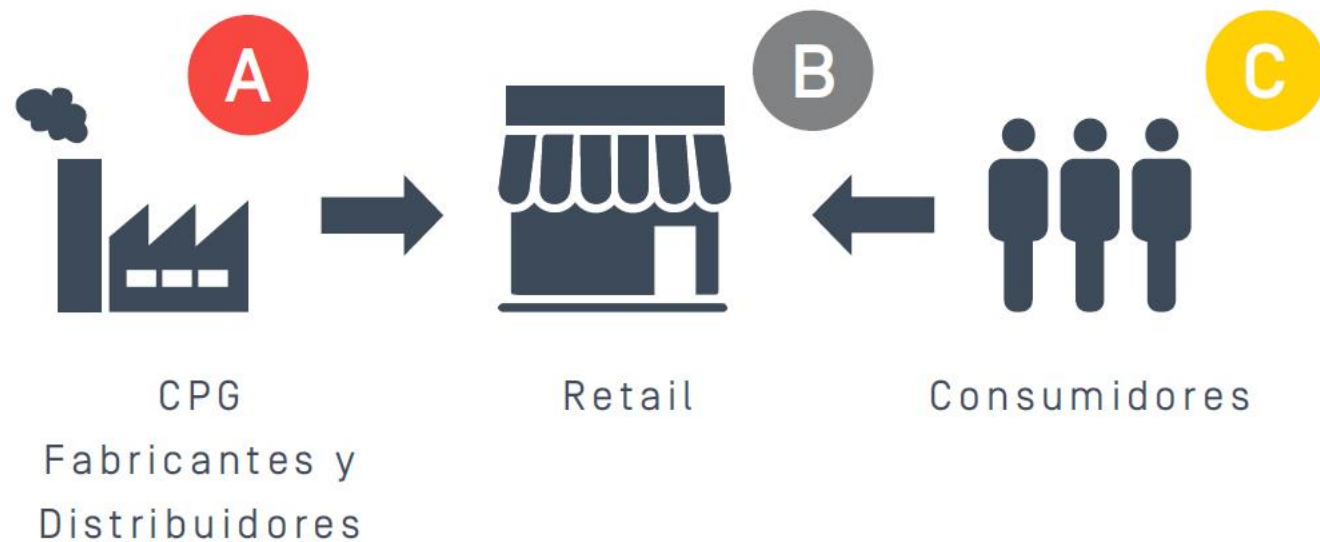 A
B
C
CPG
Fabricantes y
Distribuidores
Retail
Consumidores